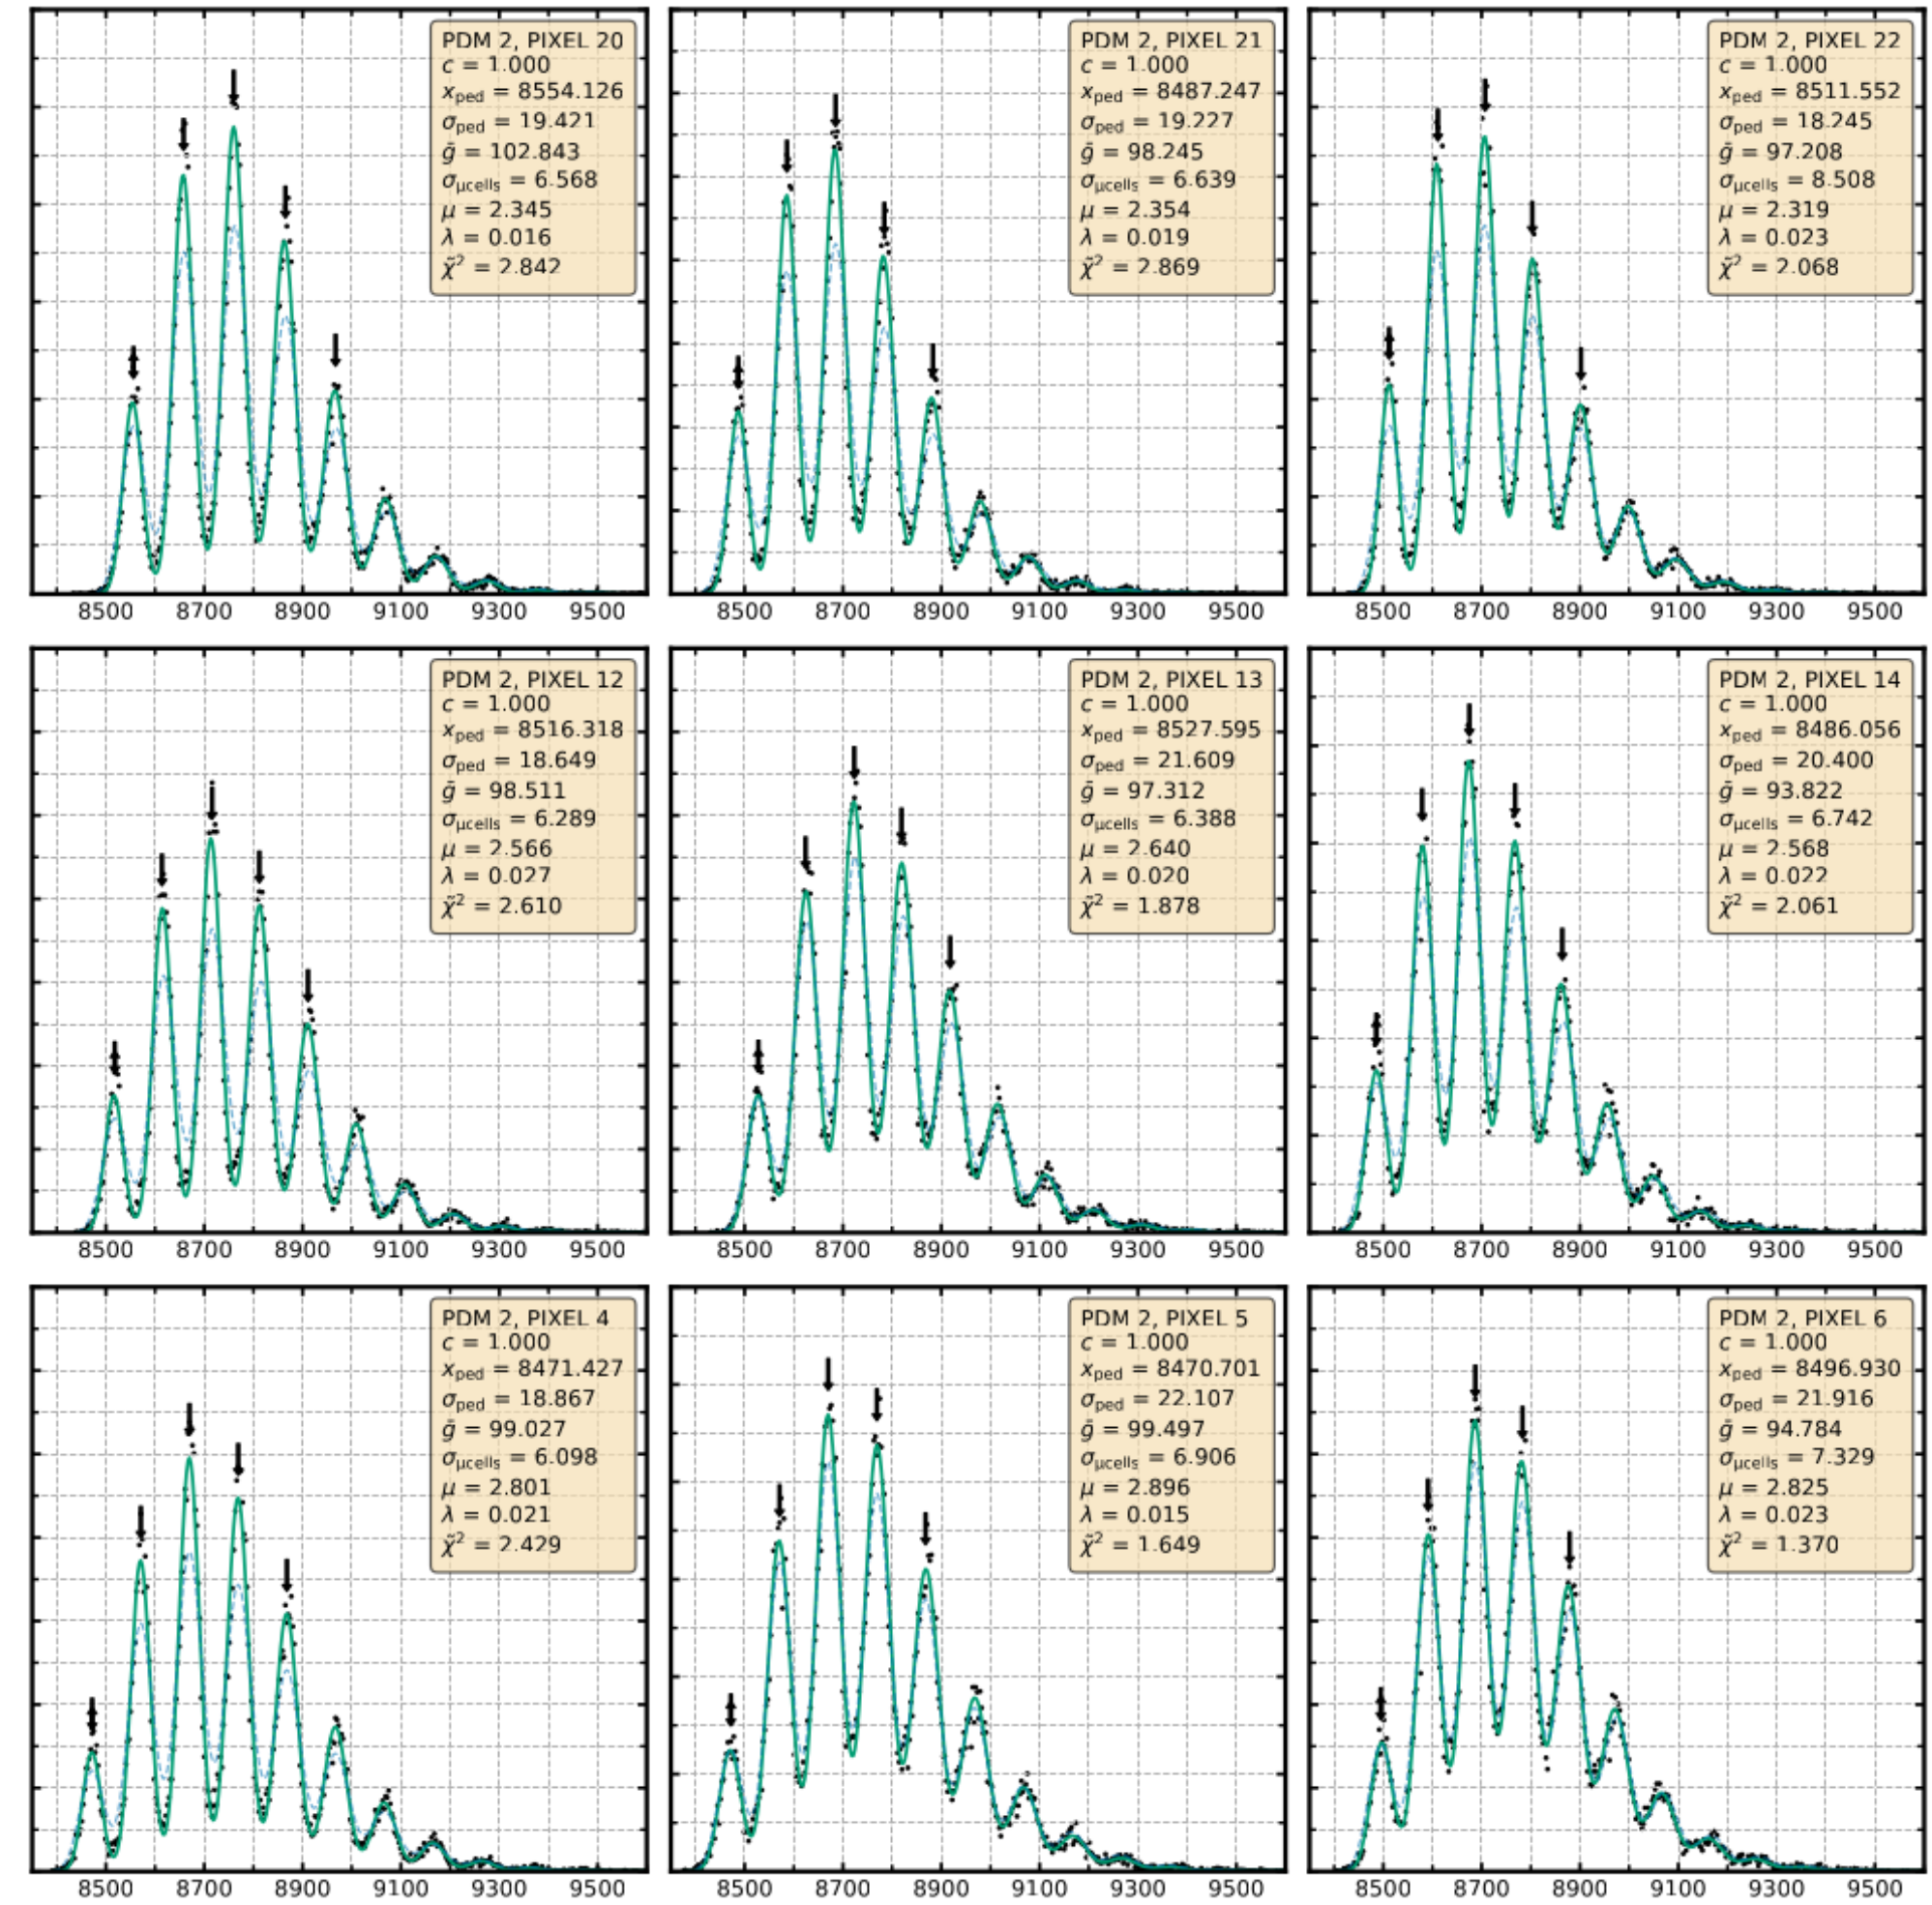 PDM 2, PIXEL 20
c = 1.000
x_ped = 8554.126
σ_ped = 19.421
ḡ = 102.843
σ_μcells = 6.568
μ = 2.345
λ = 0.016
χ̃² = 2.842
8500 8700 8900 9100 9300 9500
PDM 2, PIXEL 21
c = 1.000
x_ped = 8487.247
σ_ped = 19.227
ḡ = 98.245
σ_μcells = 6.639
μ = 2.354
λ = 0.019
χ̃² = 2.869
8500 8700 8900 9100 9300 9500
PDM 2, PIXEL 22
c = 1.000
x_ped = 8511.552
σ_ped = 18.245
ḡ = 97.208
σ_μcells = 8.508
μ = 2.319
λ = 0.023
χ̃² = 2.068
8500 8700 8900 9100 9300 9500
PDM 2, PIXEL 12
c = 1.000
x_ped = 8516.318
σ_ped = 18.649
ḡ = 98.511
σ_μcells = 6.289
μ = 2.566
λ = 0.027
χ̃² = 2.610
8500 8700 8900 9100 9300 9500
PDM 2, PIXEL 13
c = 1.000
x_ped = 8527.595
σ_ped = 21.609
ḡ = 97.312
σ_μcells = 6.388
μ = 2.640
λ = 0.020
χ̃² = 1.878
8500 8700 8900 9100 9300 9500
PDM 2, PIXEL 14
c = 1.000
x_ped = 8486.056
σ_ped = 20.400
ḡ = 93.822
σ_μcells = 6.742
μ = 2.568
λ = 0.022
χ̃² = 2.061
8500 8700 8900 9100 9300 9500
PDM 2, PIXEL 4
c = 1.000
x_ped = 8471.427
σ_ped = 18.867
ḡ = 99.027
σ_μcells = 6.098
μ = 2.801
λ = 0.021
χ̃² = 2.429
8500 8700 8900 9100 9300 9500
PDM 2, PIXEL 5
c = 1.000
x_ped = 8470.701
σ_ped = 22.107
ḡ = 99.497
σ_μcells = 6.906
μ = 2.896
λ = 0.015
χ̃² = 1.649
8500 8700 8900 9100 9300 9500
PDM 2, PIXEL 6
c = 1.000
x_ped = 8496.930
σ_ped = 21.916
ḡ = 94.784
σ_μcells = 7.329
μ = 2.825
λ = 0.023
χ̃² = 1.370
8500 8700 8900 9100 9300 9500